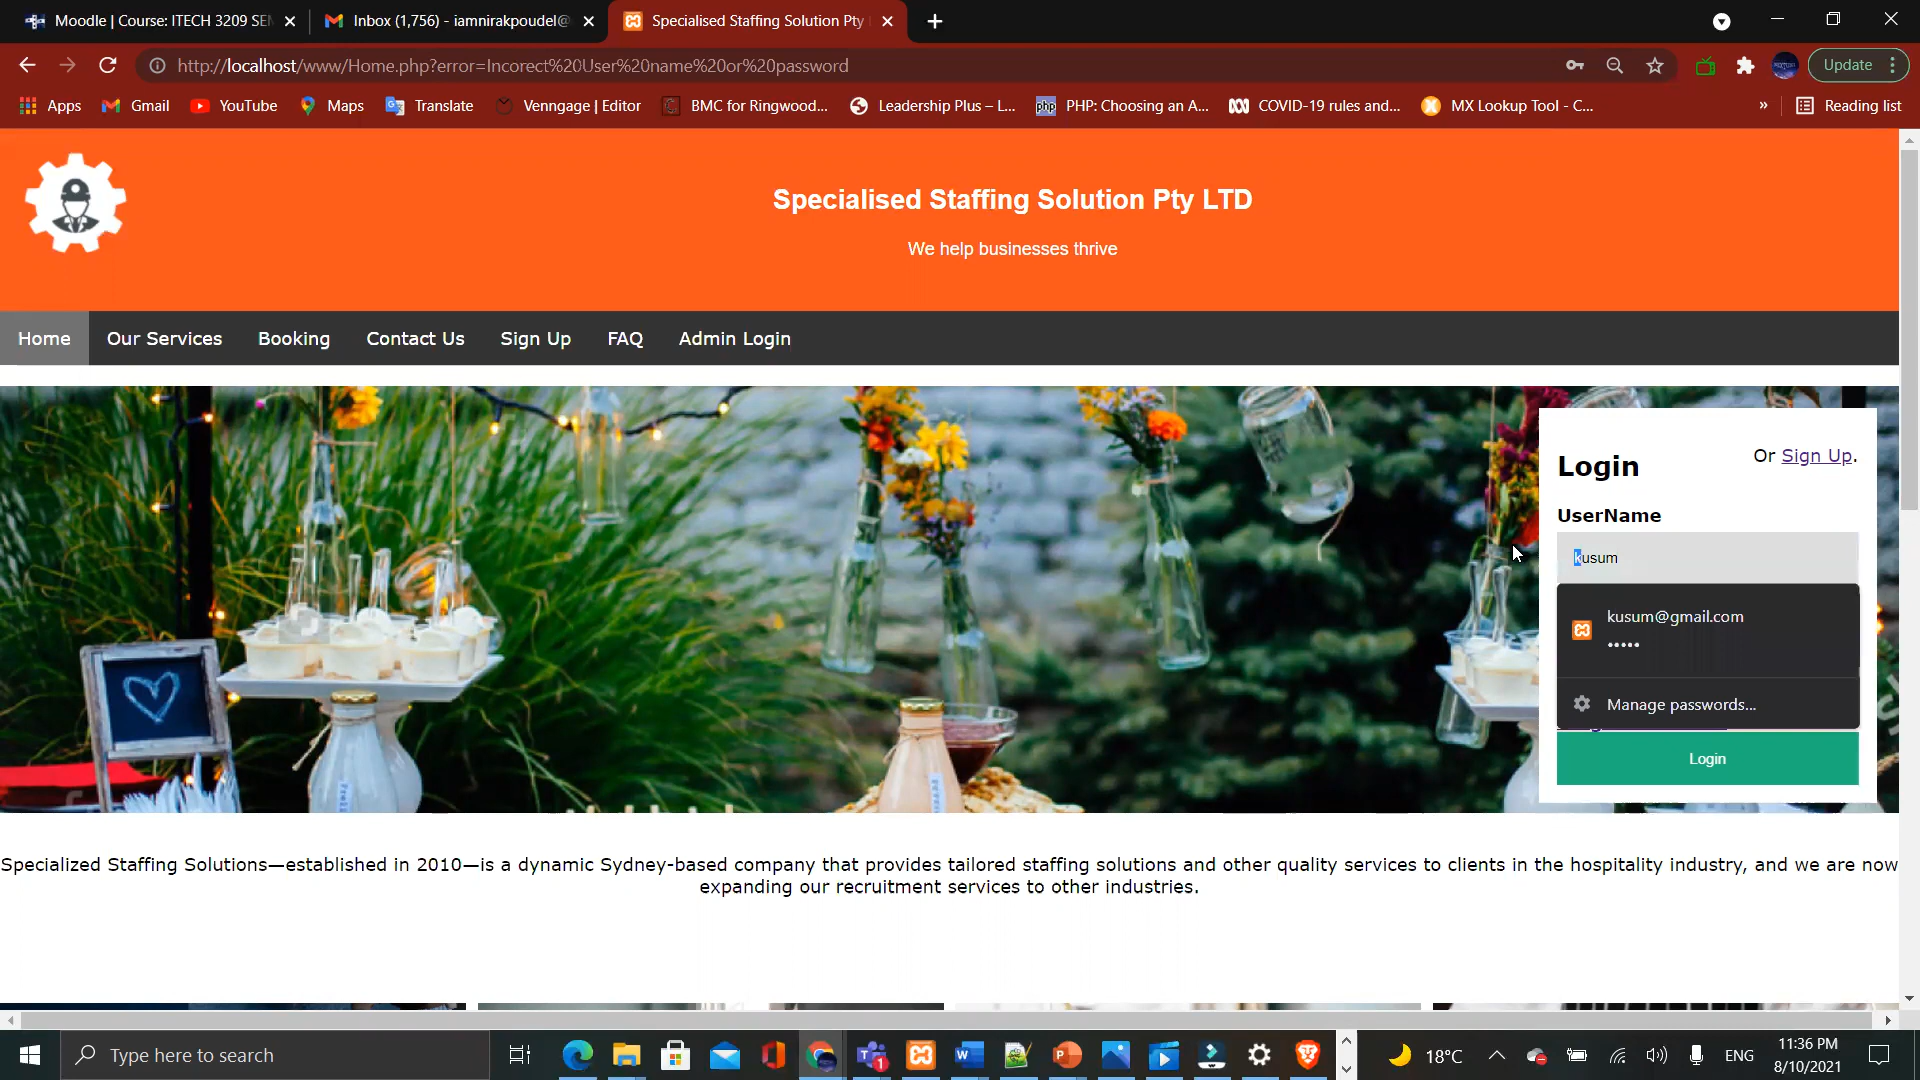 Moodle | Course: ITECH 3209 SEM
Inbox (1,756) - iamnirakpoudel@
Specialised Staffing Solution Pty
http://localhost/www/Home.php?error=Incorect%20User%20name%20or%20password
Update
Apps
Gmail
YouTube
Maps
Translate
Venngage | Editor
BMC for Ringwood...
Leadership Plus – L...
php
PHP: Choosing an A...
COVID-19 rules and...
MX Lookup Tool - C...
»
Reading list
Specialised Staffing Solution Pty LTD
We help businesses thrive
Home
Our Services
Booking
Contact Us
Sign Up
FAQ
Admin Login
Login
Or Sign Up.
UserName
kusum
kusum@gmail.com
•••••
Manage passwords...
Login
Specialized Staffing Solutions—established in 2010—is a dynamic Sydney-based company that provides tailored staffing solutions and other quality services to clients in the hospitality industry, and we are now
expanding our recruitment services to other industries.
Type here to search
18°C
ENG
11:36 PM
8/10/2021